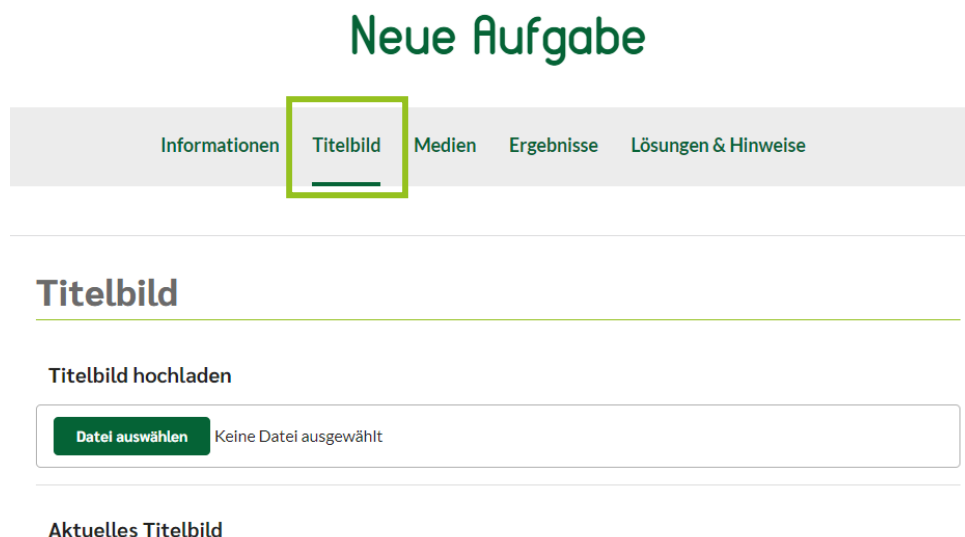 Neue Aufgabe
Informationen Titelbild Medien Ergebnisse Lösungen & Hinweise
Titelbild
Titelbild hochladen
Datei auswählen Keine Datei ausgewählt
Aktuelles Titelbild